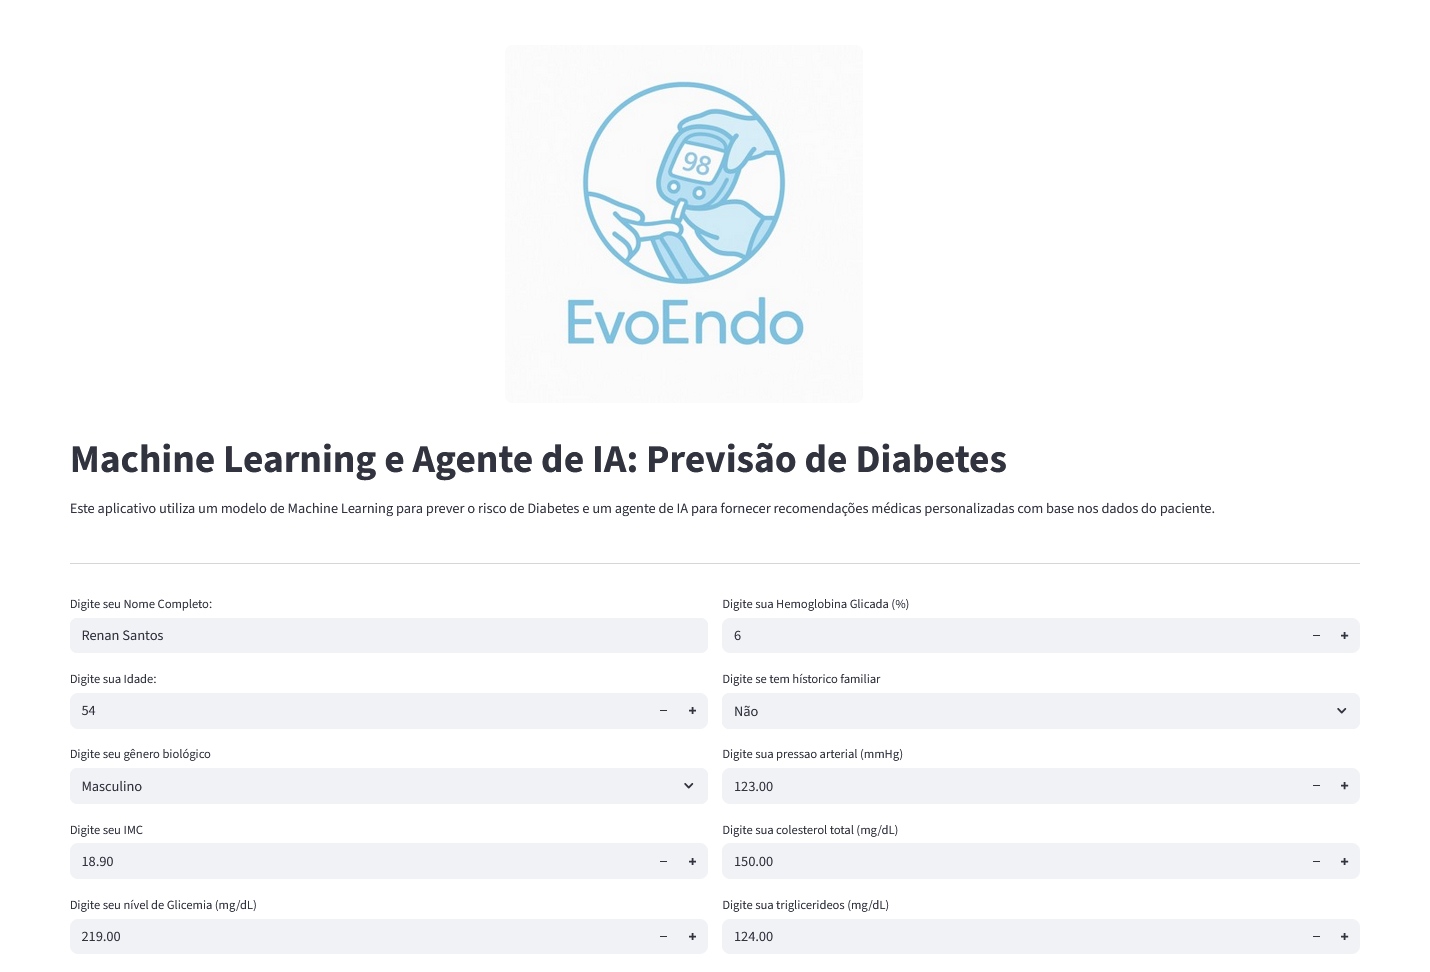 98
EvoEndo
Machine Learning e Agente de IA: Previsão de Diabetes
Este aplicativo utiliza um modelo de Machine Learning para prever o risco de Diabetes e um agente de IA para fornecer recomendações médicas personalizadas com base nos dados do paciente.
Digite seu Nome Completo:
Renan Santos
Digite sua Idade:
54
Digite seu gênero biológico
Masculino
Digite seu IMC
18.90
Digite seu nível de Glicemia (mg/dL)
219.00
Digite sua Hemoglobina Glicada (%)
6
Digite se tem hístorico familiar
Não
Digite sua pressao arterial (mmHg)
123.00
Digite sua colesterol total (mg/dL)
150.00
Digite sua triglicerideos (mg/dL)
124.00